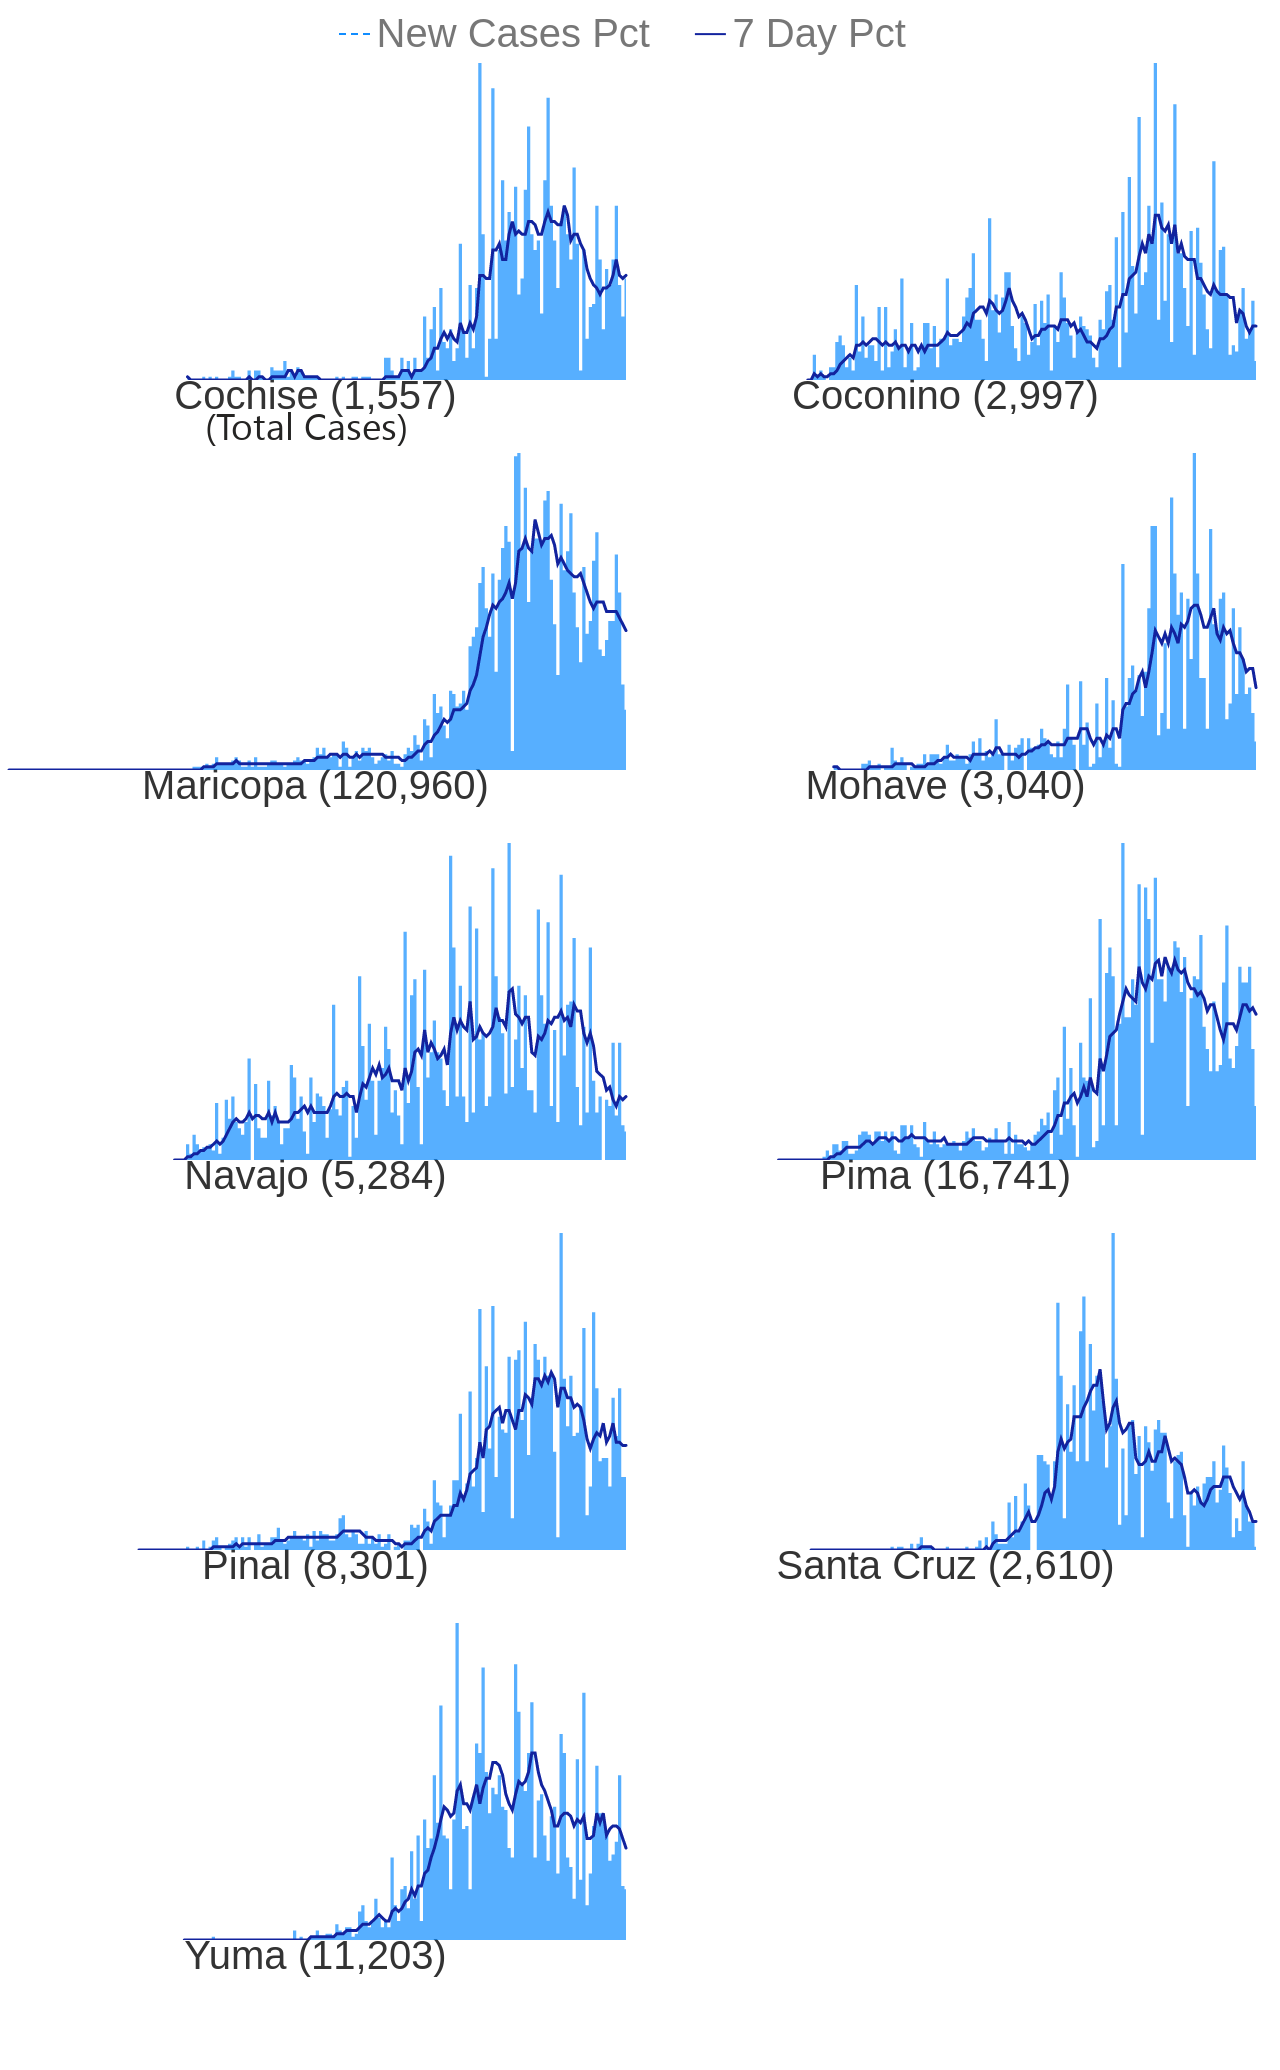 New Cases Pct 7 Day Pct
Cochise (1,557) Coconino (2,997)
(Total Cases)
Maricopa (120,960) Mohave (3,040)
Navajo (5,284) Pima (16,741)
Pinal (8,301) Santa Cruz (2,610)
Yuma (11,203)